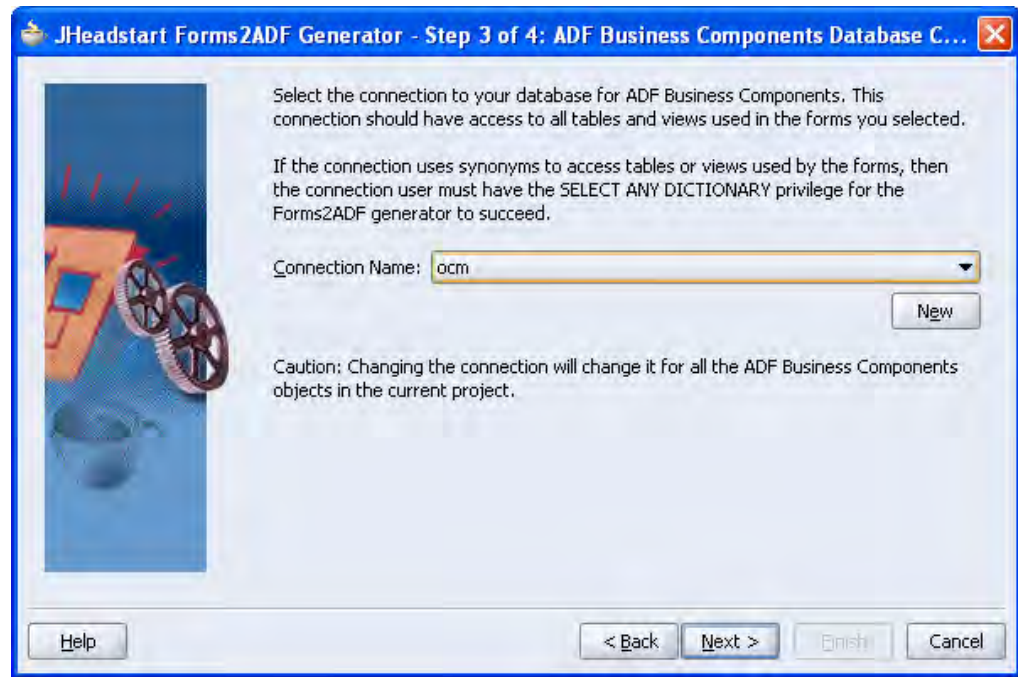 JHeadstart Forms2ADF Generator - Step 3 of 4: ADF Business Components Database C...
Select the connection to your database for ADF Business Components. This
connection should have access to all tables and views used in the forms you selected.
If the connection uses synonyms to access tables or views used by the forms, then
the connection user must have the SELECT ANY DICTIONARY privilege for the
Forms2ADF generator to succeed.
Connection Name: ocm
New
Caution: Changing the connection will change it for all the ADF Business Components
objects in the current project.
Help < Back Next > Finish Cancel